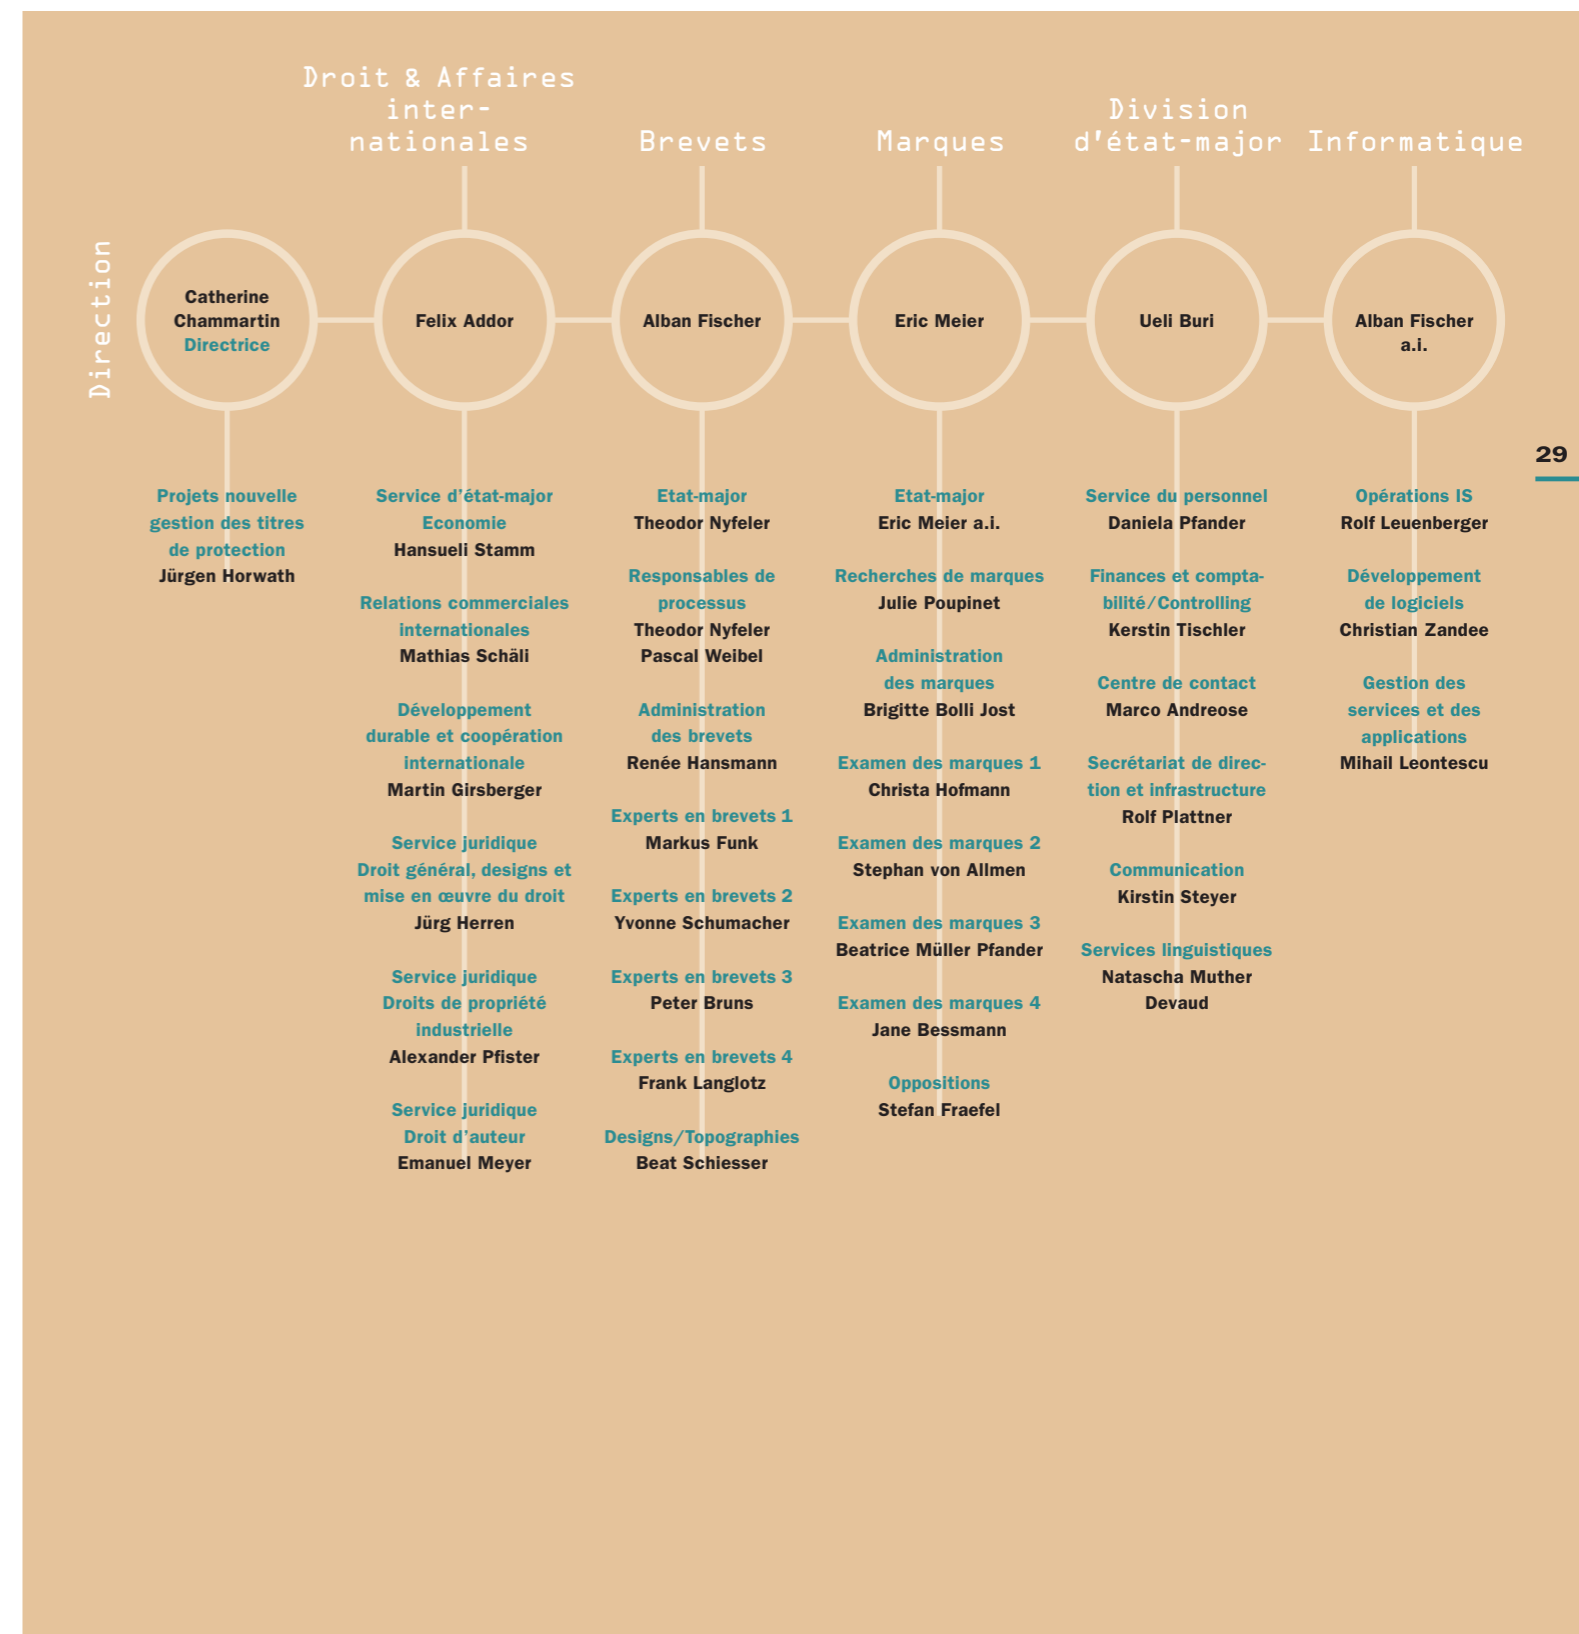 Direction
Catherine
Chammartin
Directrice
Projets nouvelle
gestion des titres
de protection
Jürgen Horwath
Droit & Affaires
inter-
nationales
Felix Addor
Service d’état-major
Economie
Hansueli Stamm
Relations commerciales
internationales
Mathias Schäli
Développement
durable et coopération
internationale
Martin Girsberger
Service juridique
Droit général, designs et
mise en œuvre du droit
Jürg Herren
Service juridique
Droits de propriété
industrielle
Alexander Pfister
Service juridique
Droit d’auteur
Emanuel Meyer
Brevets
Alban Fischer
Etat-major
Theodor Nyfeler
Responsables de
processus
Theodor Nyfeler
Pascal Weibel
Administration
des brevets
Renée Hansmann
Experts en brevets 1
Markus Funk
Experts en brevets 2
Yvonne Schumacher
Experts en brevets 3
Peter Bruns
Experts en brevets 4
Frank Langlotz
Designs/Topographies
Beat Schiesser
Marques
Eric Meier
Etat-major
Eric Meier a.i.
Recherches de marques
Julie Poupinet
Administration
des marques
Brigitte Bolli Jost
Examen des marques 1
Christa Hofmann
Examen des marques 2
Stephan von Allmen
Examen des marques 3
Beatrice Müller Pfander
Examen des marques 4
Jane Bessmann
Oppositions
Stefan Fraefel
Division
d'état-major
Ueli Buri
Service du personnel
Daniela Pfander
Finances et compta-
bilité/Controlling
Kerstin Tischler
Centre de contact
Marco Andreose
Secrétariat de direc-
tion et infrastructure
Rolf Plattner
Communication
Kirstin Steyer
Services linguistiques
Natascha Muther
Devaud
Informatique
Alban Fischer
a.i.
Opérations IS
Rolf Leuenberger
Développement
de logiciels
Christian Zandee
Gestion des
services et des
applications
Mihail Leontescu
29